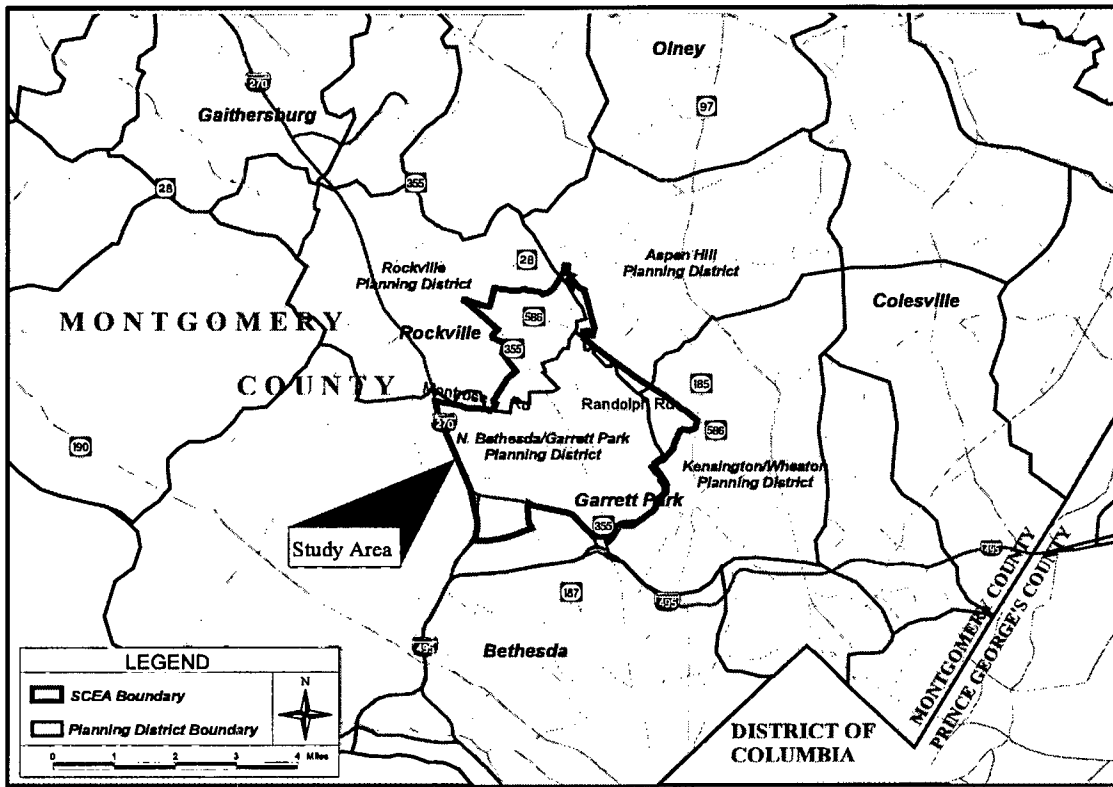 Olney
270
Gaithersburg
97
28
355
Rockville
Planning District
28
Aspen Hill
Planning District
Colesville
586
MONTGOMERY
Rockville
355
COUNTY
Montrose Rd
185
Randolph Rd
270
586
190
N. Bethesda/Garrett Park
Planning District
Kensington/Wheaton
Planning District
Garrett Park
355
Study Area
495
187
495
495
Bethesda
MONTGOMERY COUNTY
PRINCE GEORGE'S COUNTY
DISTRICT OF
COLUMBIA
LEGEND
SCEA Boundary
Planning District Boundary
N
0 1 2 3 4 Miles